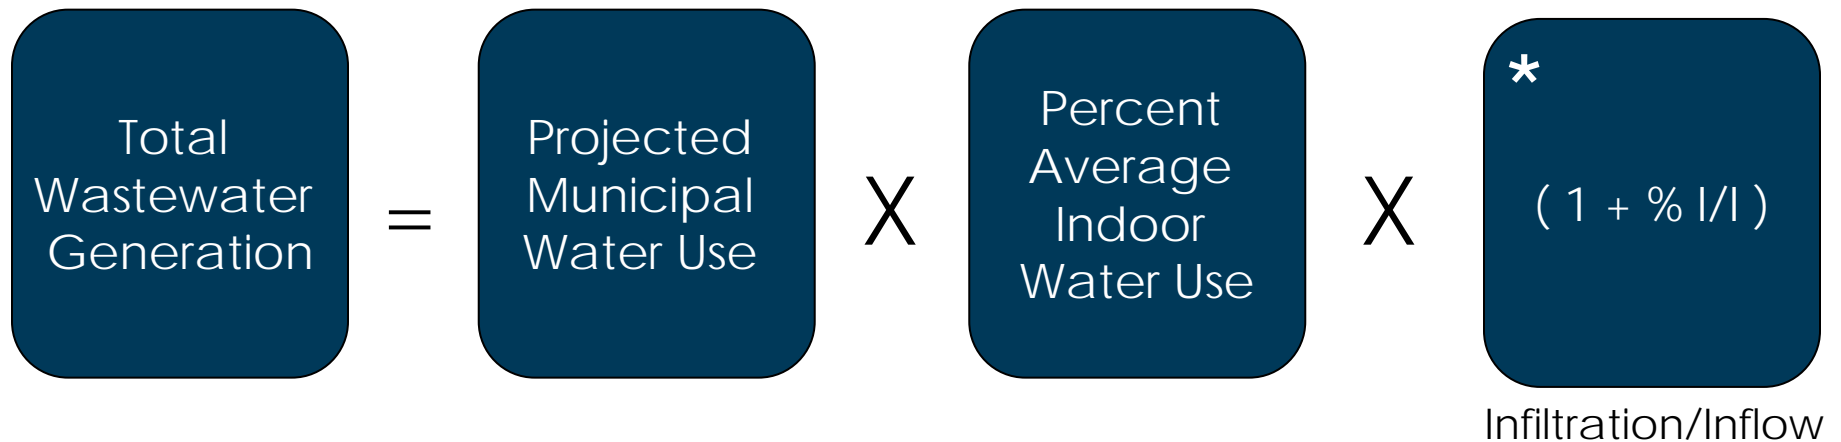 Total
Wastewater
Generation
=
Projected
Municipal
Water Use
X
Percent
Average
Indoor
Water Use
X
*
( 1 + % I/I )
Infiltration/Inflow